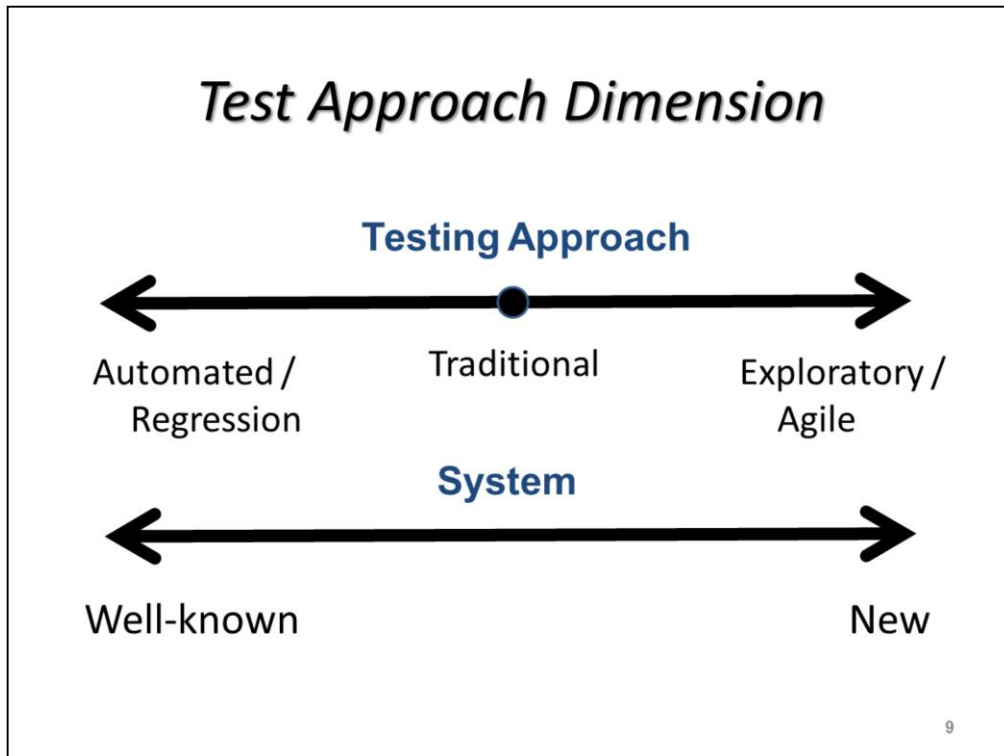 Test Approach Dimension
Testing Approach
Automated /
Regression
Traditional
Exploratory /
Agile
System
Well-known
New
9